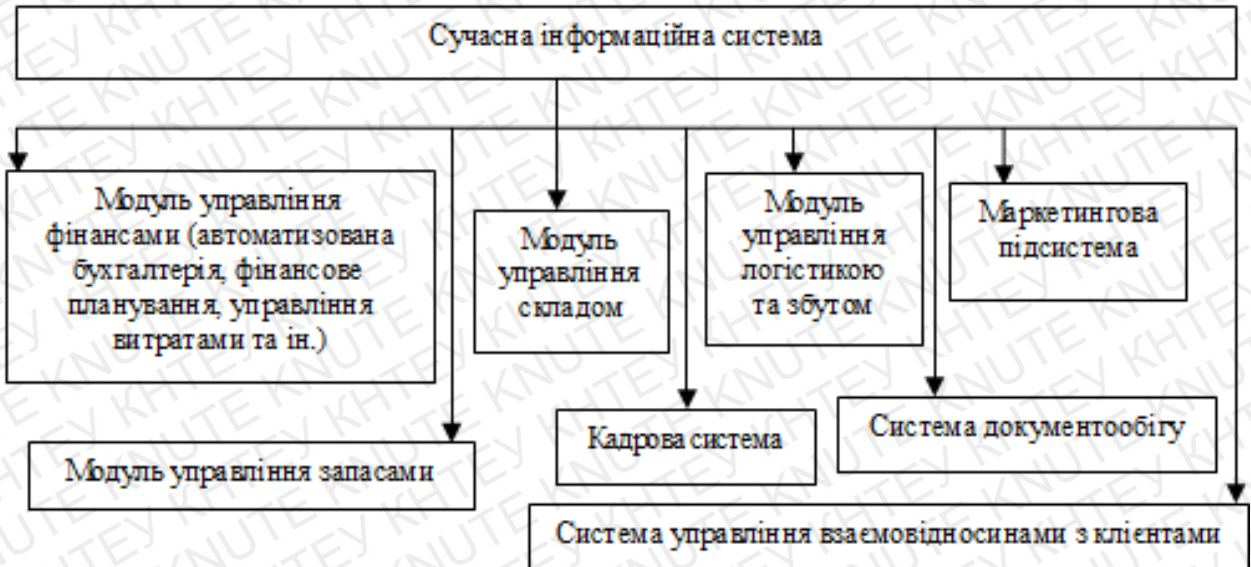 Сучасна інформаційна система
Модуль управління
фінансами (автоматизована
бухгалтерія, фінансове
планування, управління
витратами та ін.)
Модуль
управління
складом
Модуль
управління
логістикою
та збутом
Маркетингова
підсистема
Модуль управління запасами
Кадрова система
Система документообігу
Система управління взаємовідносинами з клієнтами